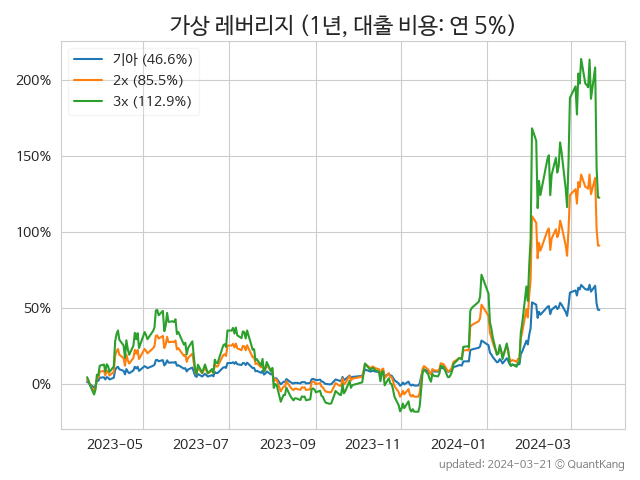 가상 레버리지 (1년, 대출 비용: 연 5%)
기아 (46.6%)
2x (85.5%)
3x (112.9%)
200%
150%
100%
50%
0%
2023-05 2023-07 2023-09 2023-11 2024-01 2024-03
updated: 2024-03-21 © QuantKang